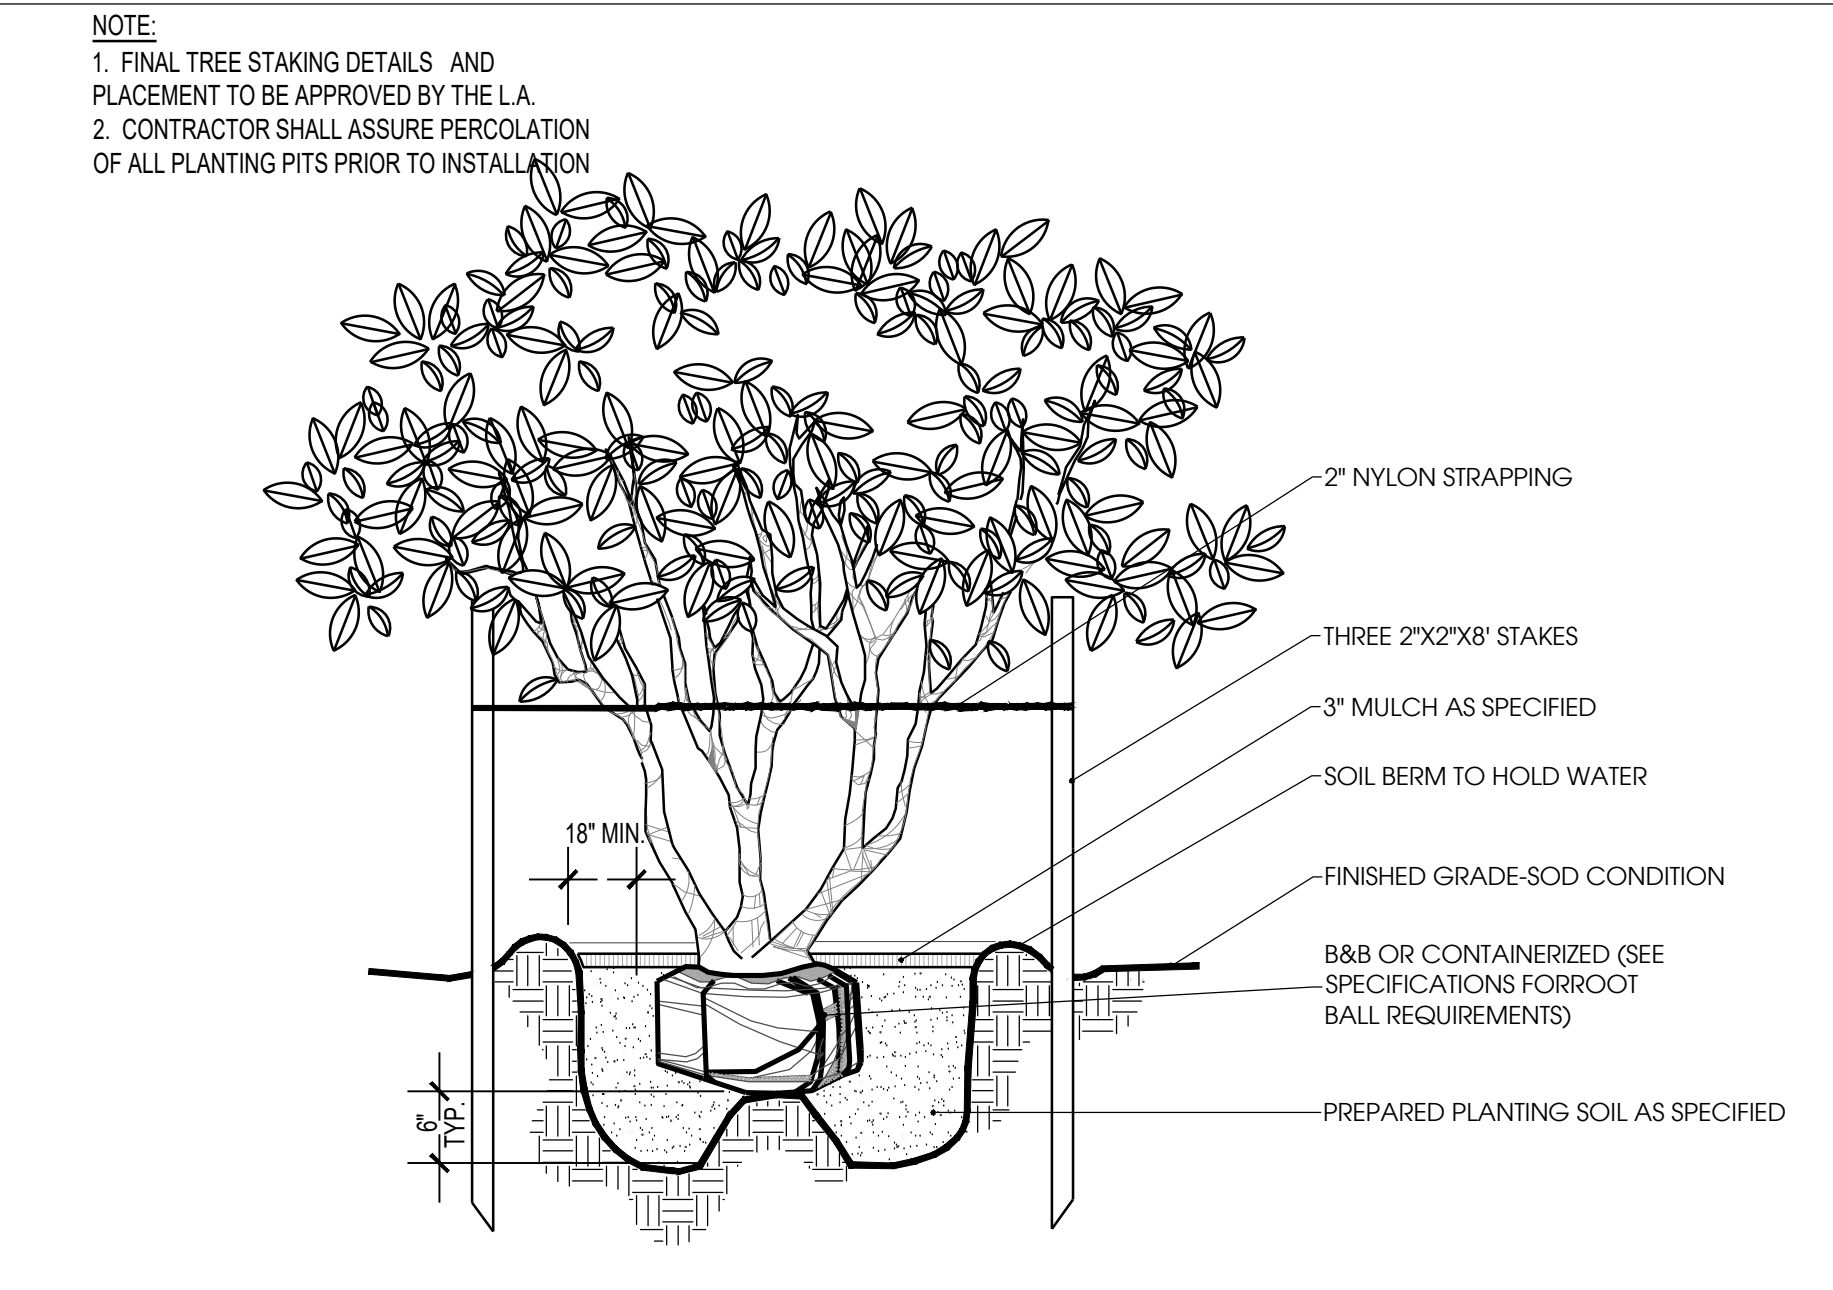 NOTE:
1. FINAL TREE STAKING DETAILS AND
PLACEMENT TO BE APPROVED BY THE L.A.
2. CONTRACTOR SHALL ASSURE PERCOLATION
OF ALL PLANTING PITS PRIOR TO INSTALLATION
2" NYLON STRAPPING
THREE 2"X2"X8' STAKES
3" MULCH AS SPECIFIED
SOIL BERM TO HOLD WATER
18" MIN.
FINISHED GRADE-SOD CONDITION
B&B OR CONTAINERIZED (SEE
SPECIFICATIONS FORROOT
BALL REQUIREMENTS)
6"
TYP.
PREPARED PLANTING SOIL AS SPECIFIED